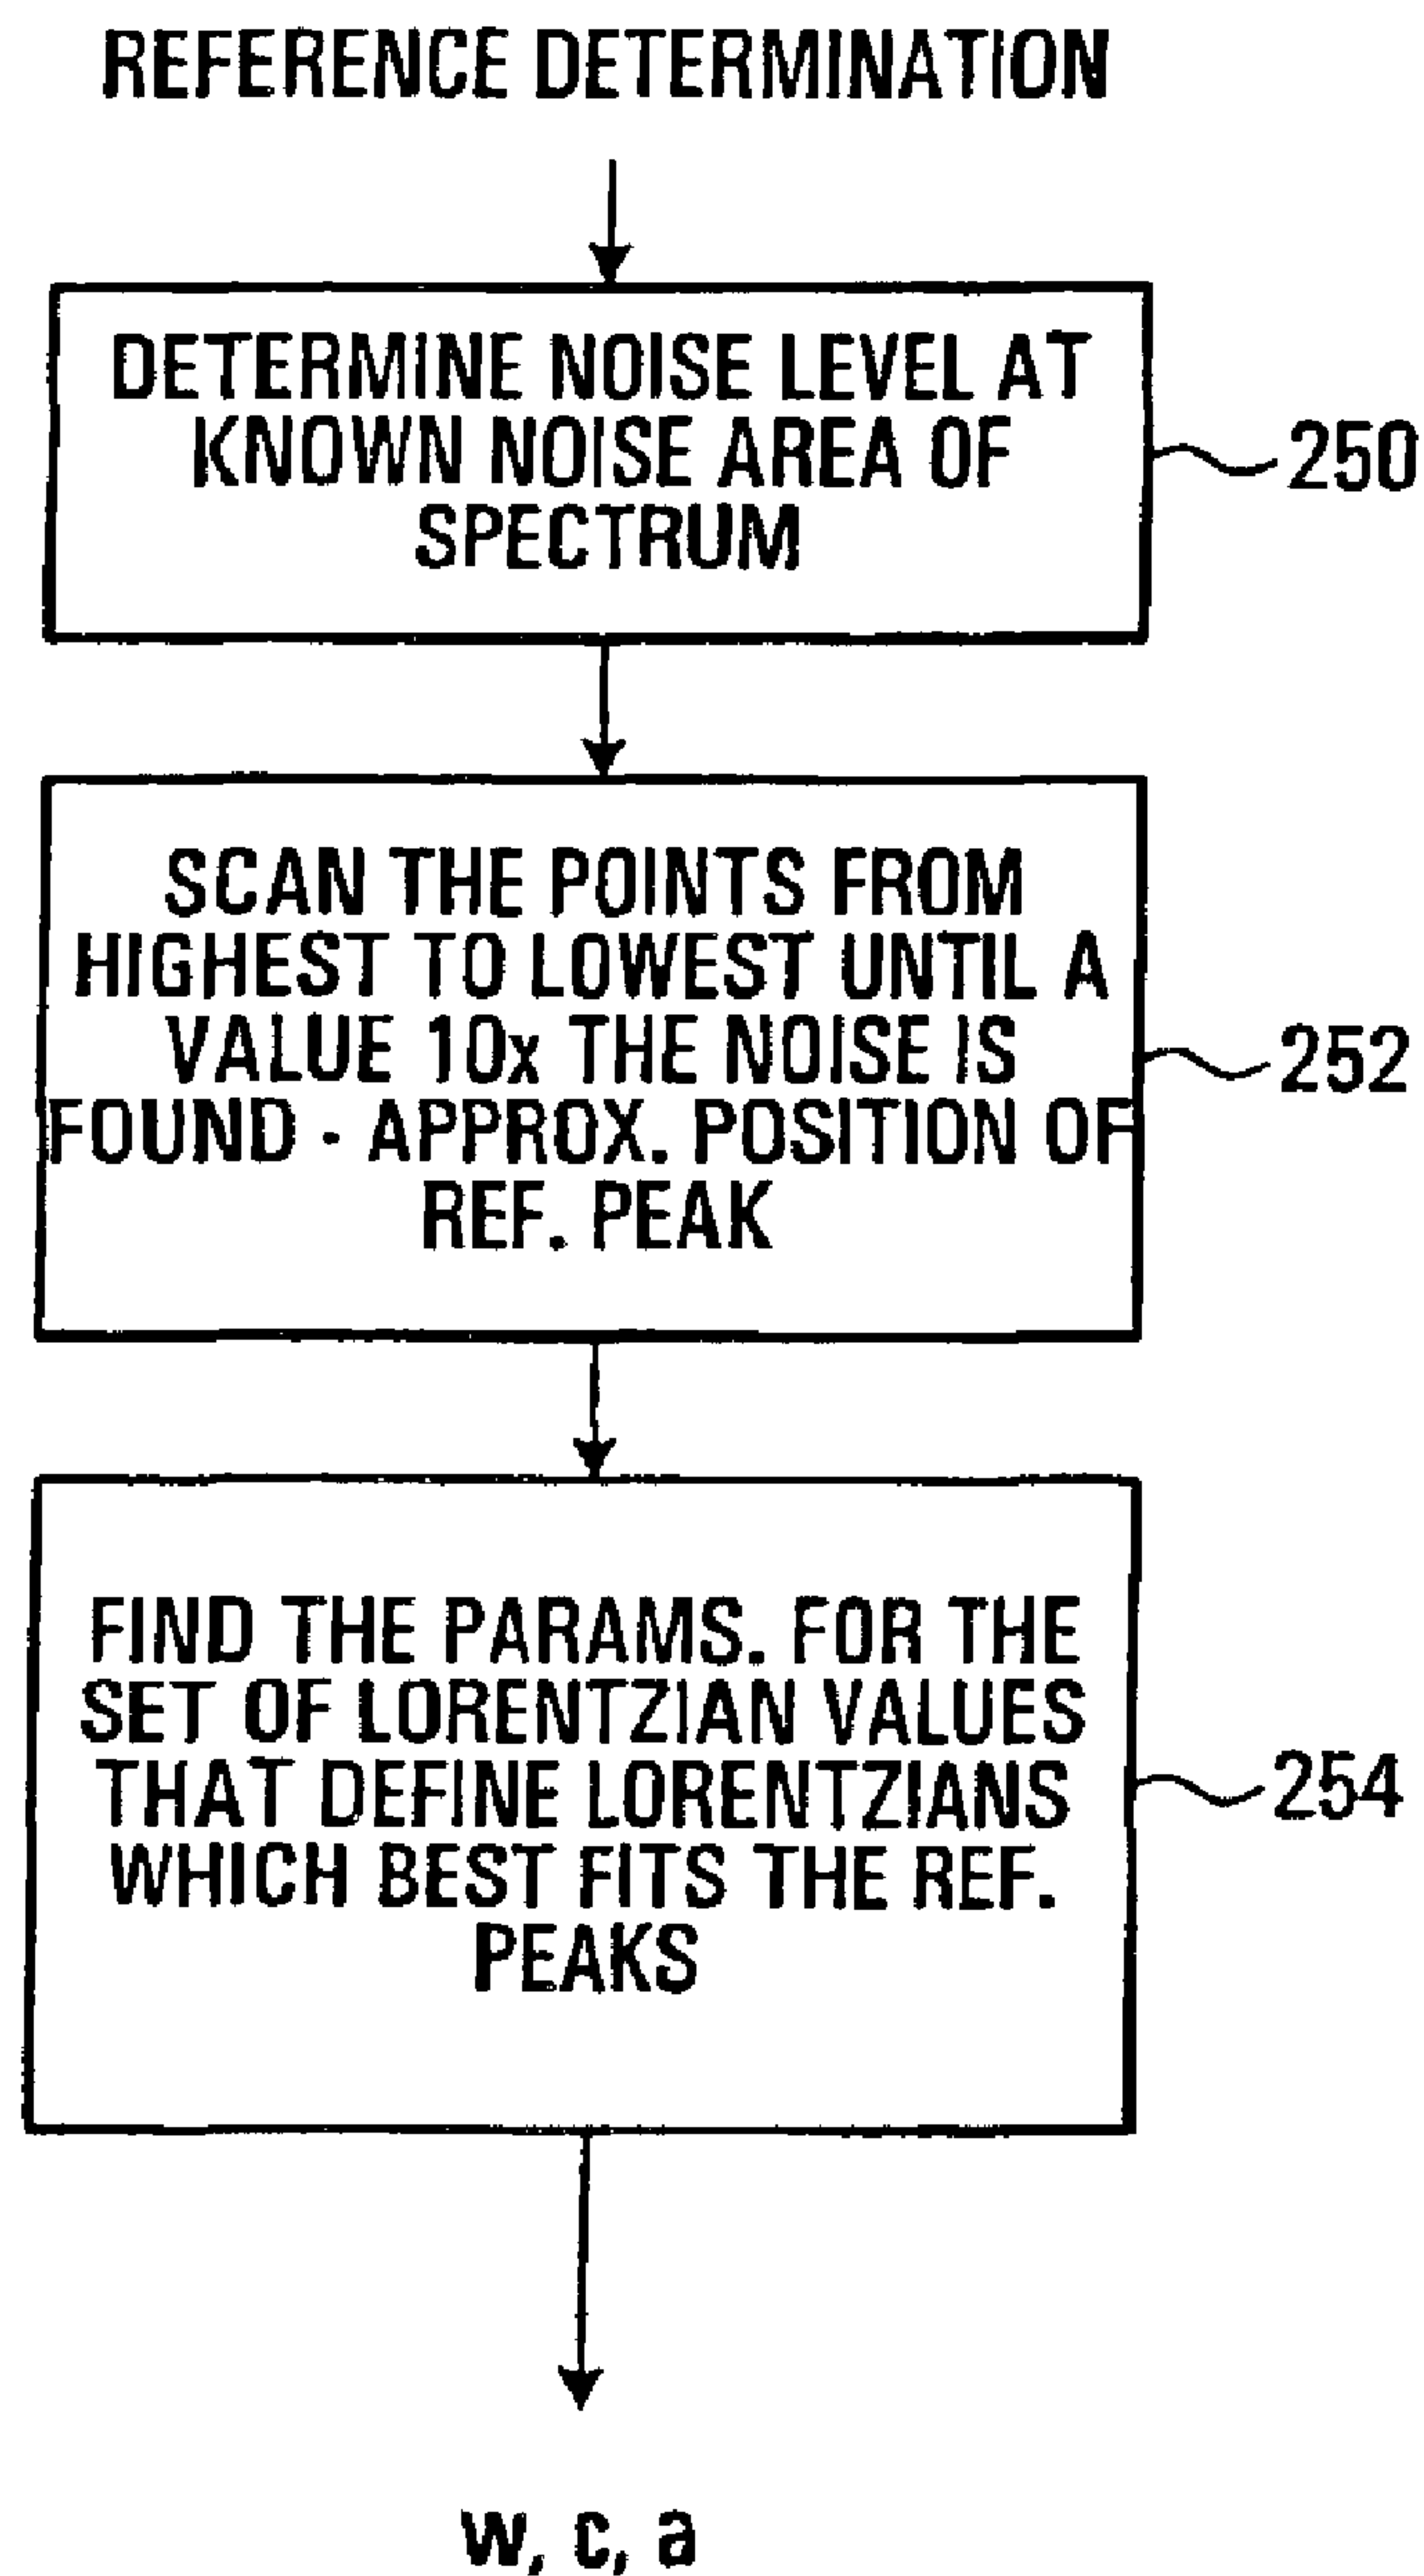 REFERENCE DETERMINATION
DETERMINE NOISE LEVEL AT
KNOWN NOISE AREA OF
SPECTRUM
250
SCAN THE POINTS FROM
HIGHEST TO LOWEST UNTIL A
VALUE 10x THE NOISE IS
FOUND - APPROX. POSITION OF
REF. PEAK
252
FIND THE PARAMS. FOR THE
SET OF LORENTZIAN VALUES
THAT DEFINE LORENTZIANS
WHICH BEST FITS THE REF.
PEAKS
254
w, c, a